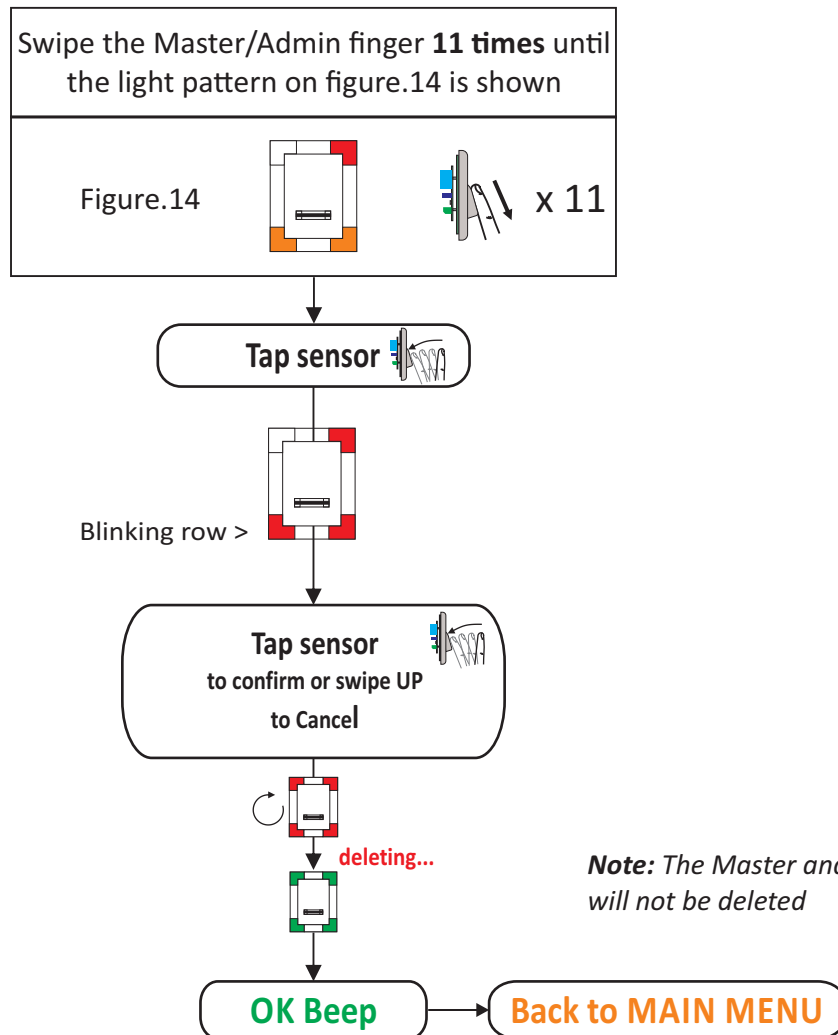 Swipe the Master/Admin finger 11 times until
the light pattern on figure.14 is shown
Figure.14
x 11
Tap sensor
Blinking row >
Tap sensor
to confirm or swipe UP
to Cancel
deleting...
Note: The Master and
will not be deleted
OK Beep
Back to MAIN MENU